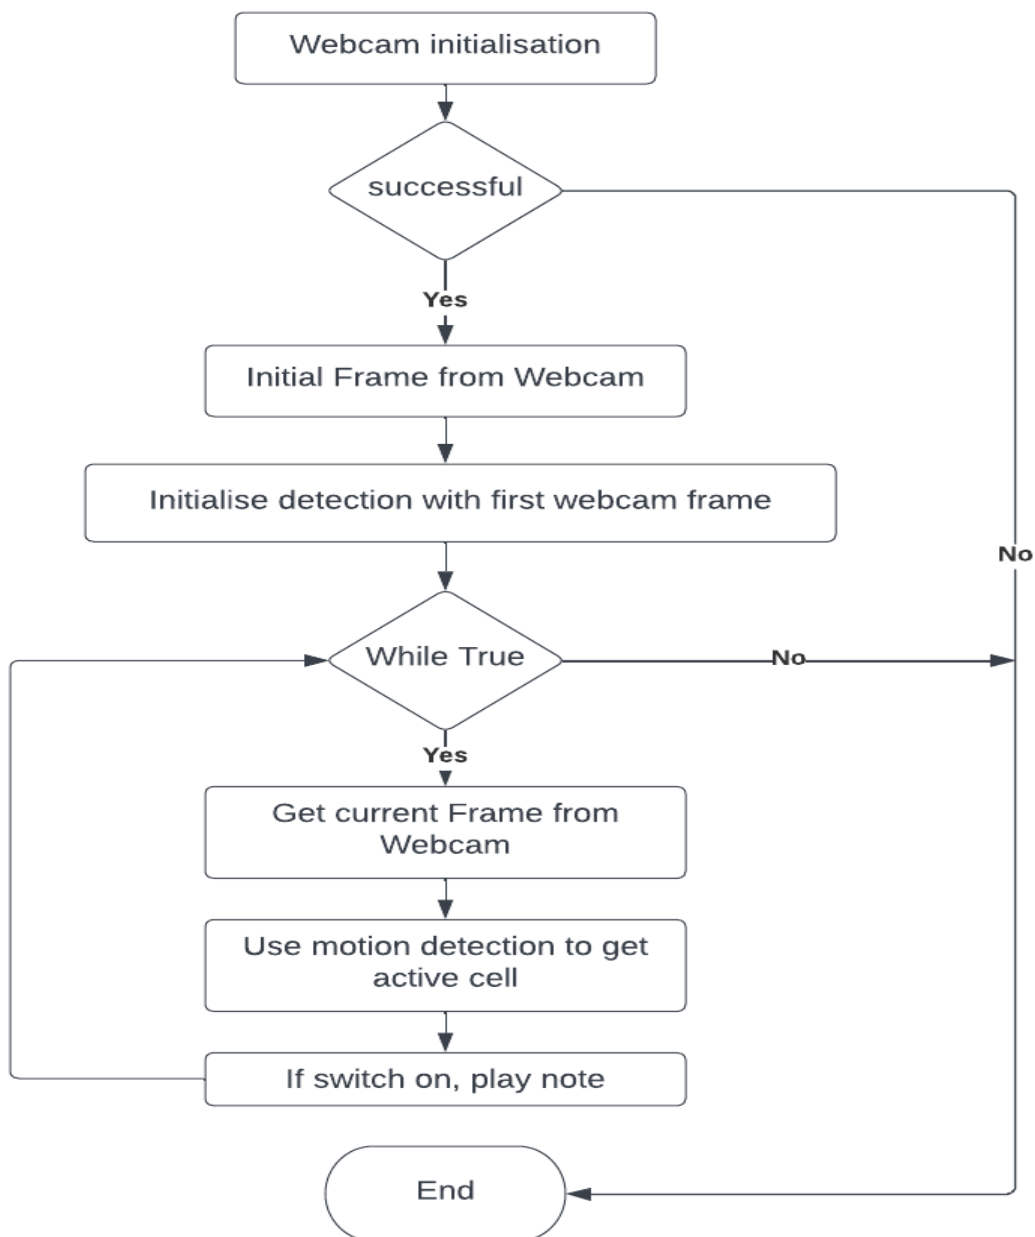 Webcam initialisation
successful
Yes
Initial Frame from Webcam
Initialise detection with first webcam frame
No
While True
No
Yes
Get current Frame from
Webcam
Use motion detection to get
active cell
If switch on, play note
End